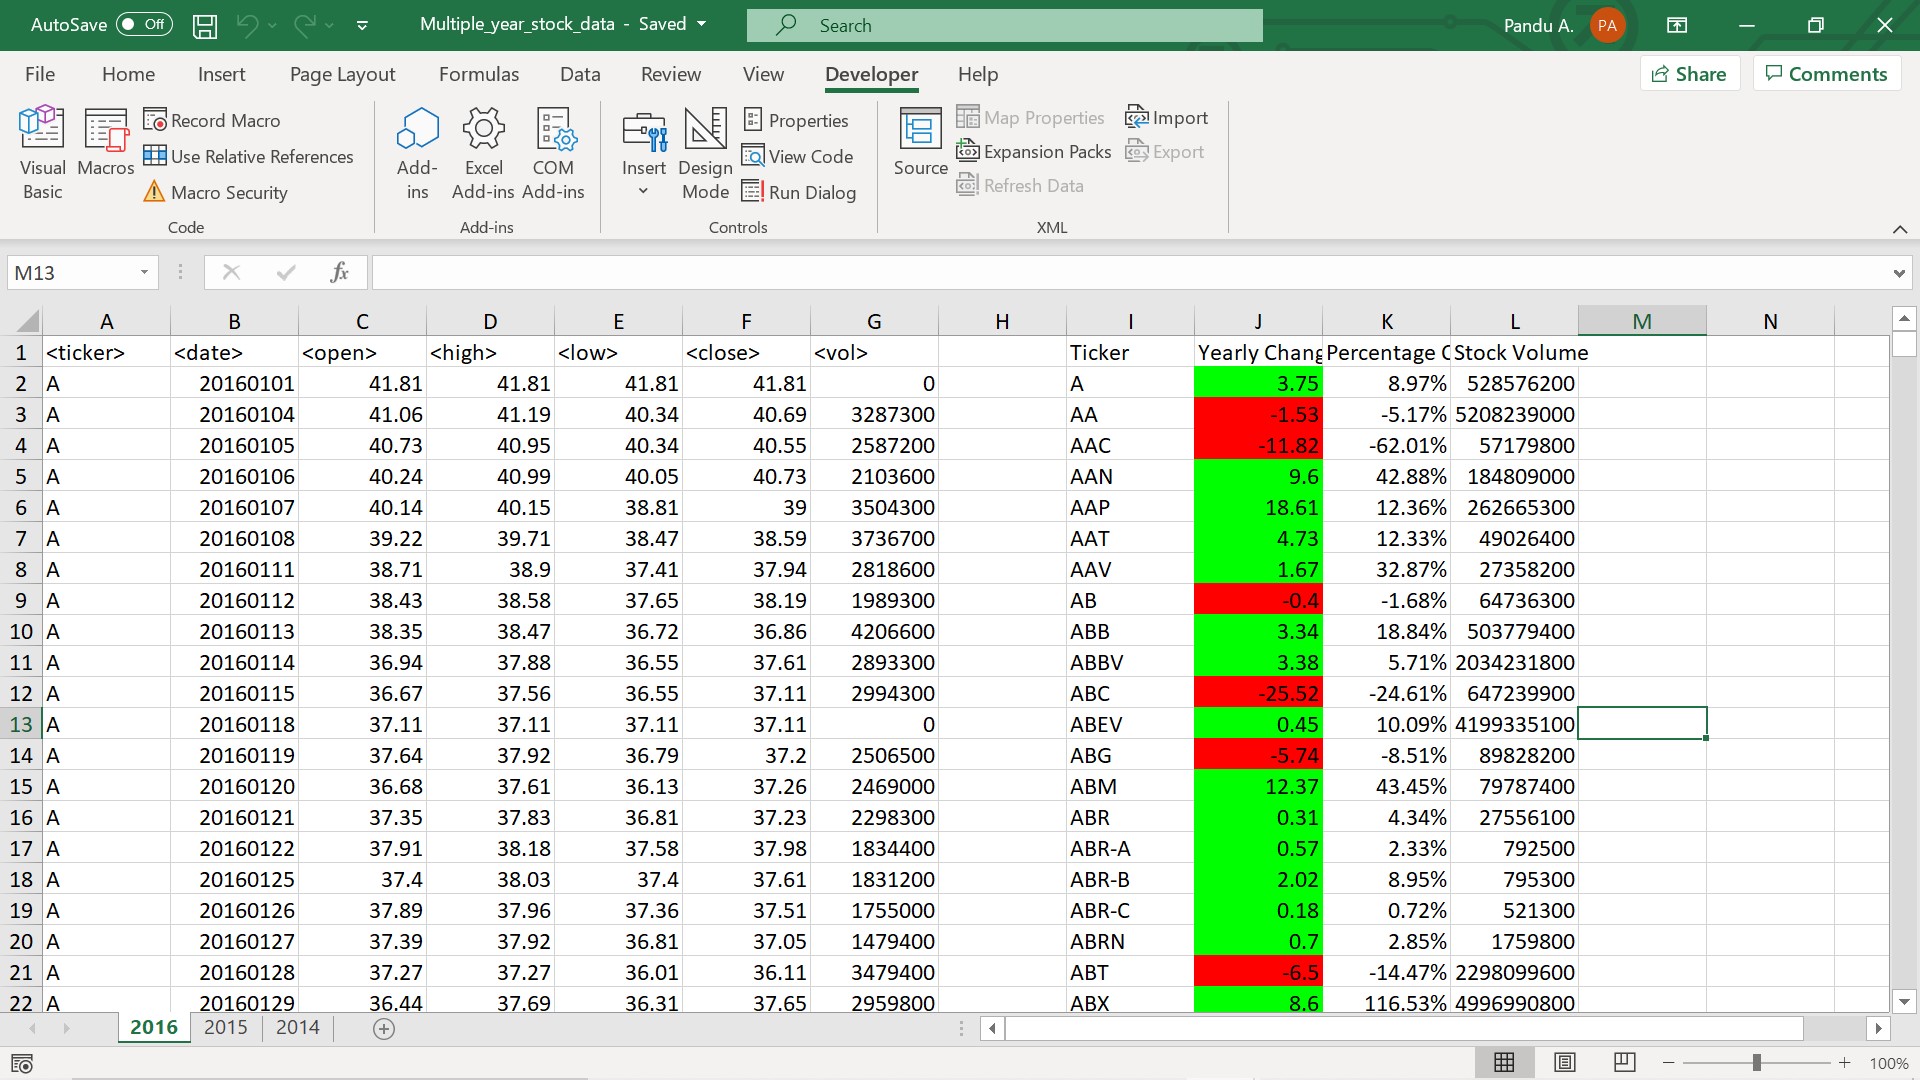 AutoSave Off Multiple_year_stock_data - Saved Search Pandu A. PA
File Home Insert Page Layout Formulas Data Review View Developer Help Share Comments
Visual Basic
Macros
Record Macro
Use Relative References
Macro Security
Code
Add-ins
Excel Add-ins
COM Add-ins
Add-ins
Insert
Design Mode
Properties
View Code
Run Dialog
Controls
Source
Map Properties
Expansion Packs
Refresh Data
Import
Export
XML
M13 fx
A B C D E F G H I J K L M N
1 <ticker> <date> <open> <high> <low> <close> <vol> Ticker Yearly Chang Percentage C Stock Volume
2 A 20160101 41.81 41.81 41.81 41.81 0 A 3.75 8.97% 528576200
3 A 20160104 41.06 41.19 40.34 40.69 3287300 AA -1.53 -5.17% 5208239000
4 A 20160105 40.73 40.95 40.34 40.55 2587200 AAC -11.82 -62.01% 57179800
5 A 20160106 40.24 40.99 40.05 40.73 2103600 AAN 9.6 42.88% 184809000
6 A 20160107 40.14 40.15 38.81 39 3504300 AAP 18.61 12.36% 262665300
7 A 20160108 39.22 39.71 38.47 38.59 3736700 AAT 4.73 12.33% 49026400
8 A 20160111 38.71 38.9 37.41 37.94 2818600 AAV 1.67 32.87% 27358200
9 A 20160112 38.43 38.58 37.65 38.19 1989300 AB -0.4 -1.68% 64736300
10 A 20160113 38.35 38.47 36.72 36.86 4206600 ABB 3.34 18.84% 503779400
11 A 20160114 36.94 37.88 36.55 37.61 2893300 ABBV 3.38 5.71% 2034231800
12 A 20160115 36.67 37.56 36.55 37.11 2994300 ABC -25.52 -24.61% 647239900
13 A 20160118 37.11 37.11 37.11 37.11 0 ABEV 0.45 10.09% 4199335100
14 A 20160119 37.64 37.92 36.79 37.2 2506500 ABG -5.74 -8.51% 89828200
15 A 20160120 36.68 37.61 36.13 37.26 2469000 ABM 12.37 43.45% 79787400
16 A 20160121 37.35 37.83 36.81 37.23 2298300 ABR 0.31 4.34% 27556100
17 A 20160122 37.91 38.18 37.58 37.98 1834400 ABR-A 0.57 2.33% 792500
18 A 20160125 37.4 38.03 37.4 37.61 1831200 ABR-B 2.02 8.95% 795300
19 A 20160126 37.89 37.96 37.36 37.51 1755000 ABR-C 0.18 0.72% 521300
20 A 20160127 37.39 37.92 36.81 37.05 1479400 ABRN 0.7 2.85% 1759800
21 A 20160128 37.27 37.27 36.01 36.11 3479400 ABT -6.5 -14.47% 2298099600
22 A 20160129 36.44 37.69 36.31 37.65 2959800 ABX 8.6 116.53% 4996990800
2016 2015 2014
100%